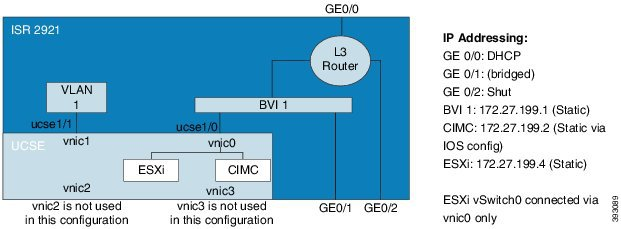 GE0/0
ISR 2921
L3
Router
VLAN
1
BVI 1
ucse1/1
ucse1/0
UCSE
vnic1
vnic0
ESXi
CIMC
vnic2
vnic3
vnic2 is not used
in this configuration
vnic3 is not used
in this configuration
GE0/1
GE0/2
IP Addressing:
GE 0/0: DHCP
GE 0/1: (bridged)
GE 0/2: Shut
BVI 1: 172.27.199.1 (Static)
CIMC: 172.27.199.2 (Static via
IOS config)
ESXi: 172.27.199.4 (Static)
ESXi vSwitch0 connected via
vnic0 only
393089